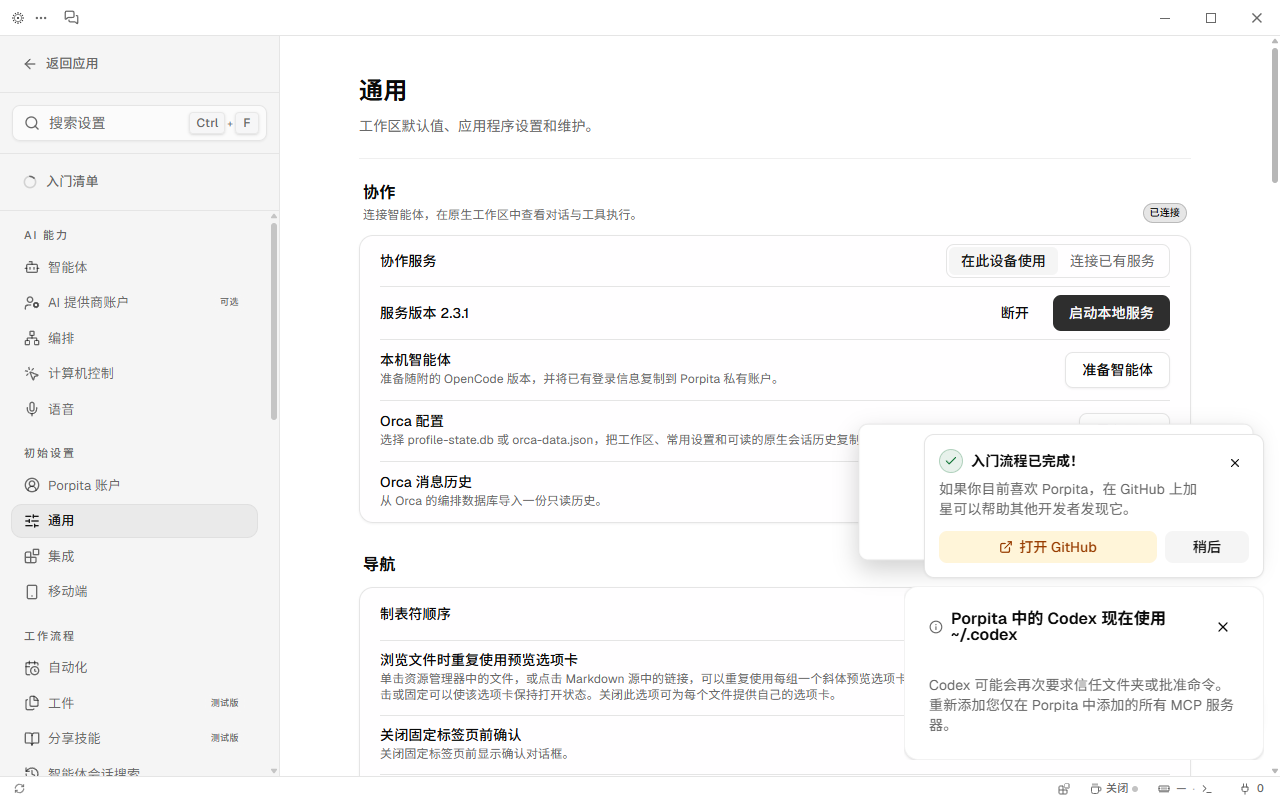 返回应用
搜索设置 Ctrl + F
入门清单
AI 能力
智能体
AI 提供商账户 可选
编排
计算机控制
语音
初始设置
Porpita 账户
通用
集成
移动端
工作流程
自动化
工件 测试版
分享技能 测试版
智能体会话搜索
通用
工作区默认值、应用程序设置和维护。
协作
连接智能体，在原生工作区中查看对话与工具执行。
已连接
协作服务 在此设备使用 连接已有服务
服务版本 2.3.1 断开 启动本地服务
本机智能体
准备随附的 OpenCode 版本，并将已有登录信息复制到 Porpita 私有账户。
准备智能体
Orca 配置
选择 profile-state.db 或 orca-data.json，把工作区、常用设置和可读的原生会话历史复制
Orca 消息历史
从 Orca 的编排数据库导入一份只读历史。
导航
制表符顺序
浏览文件时重复使用预览选项卡
单击资源管理器中的文件，或点击 Markdown 源中的链接，可以重复使用每组一个斜体预览选项卡
击或固定可以使该选项卡保持打开状态。关闭此选项可为每个文件提供自己的选项卡。
关闭固定标签页前确认
关闭固定标签页前显示确认对话框。
入门流程已完成！
如果你目前喜欢 Porpita，在 GitHub 上加
星可以帮助其他开发者发现它。
打开 GitHub 稍后
Porpita 中的 Codex 现在使用
~/.codex
Codex 可能会再次要求信任文件夹或批准命令。
重新添加您仅在 Porpita 中添加的所有 MCP 服务
器。
关闭 — · 0